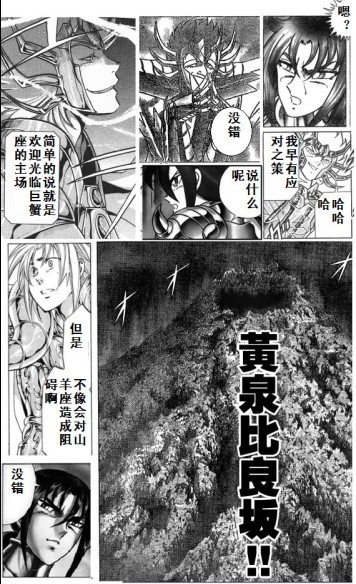 嗯？
我早有应
对之策
哈
哈哈
没错
说什么
呢
简单的说就是
欢迎光临巨蟹
座的主场
黄泉比良坂!!
但是
不像会对山
羊座造成阻
碍啊
没错